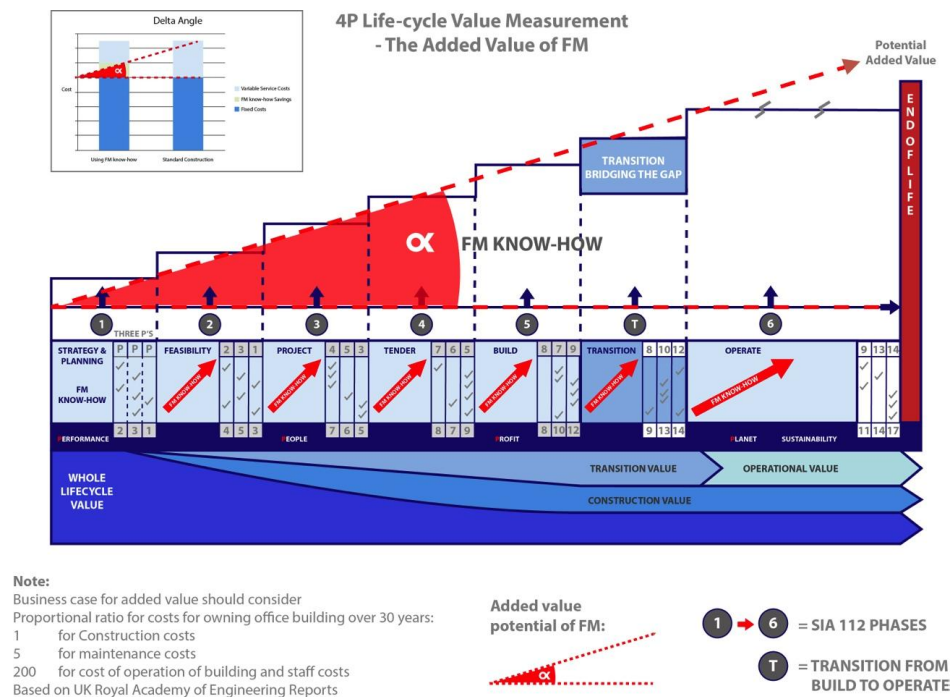 4P Life-cycle Value Measurement
- The Added Value of FM
Delta Angle
Cost
α
Variable Service Costs
FM know-how Savings
Fixed Costs
Using FM know-how
Standard Construction
Potential
Added Value
END OF LIFE
TRANSITION
BRIDGING THE GAP
α
FM KNOW-HOW
1
2
3
4
5
T
6
THREE P'S
STRATEGY &
PLANNING
FM
KNOW-HOW
P P P
2 3 1
FEASIBILITY
FM KNOW-HOW
2 3 1
4 5 3
PROJECT
FM KNOW-HOW
4 5 3
7 6 5
TENDER
FM KNOW-HOW
7 6 5
8 7 9
BUILD
FM KNOW-HOW
8 7 9
8 10 12
TRANSITION
FM KNOW-HOW
8 10 12
9 13 14
OPERATE
FM KNOW-HOW
9 13 14
11 14 17
PERFORMANCE
PEOPLE
PROFIT
PLANET
SUSTAINABILITY
WHOLE
LIFECYCLE
VALUE
TRANSITION VALUE
OPERATIONAL VALUE
CONSTRUCTION VALUE
Note:
Business case for added value should consider
Proportional ratio for costs for owning office building over 30 years:
1 for Construction costs
5 for maintenance costs
200 for cost of operation of building and staff costs
Based on UK Royal Academy of Engineering Reports
Added value
potential of FM:
α
1 6 = SIA 112 PHASES
T = TRANSITION FROM
BUILD TO OPERATE